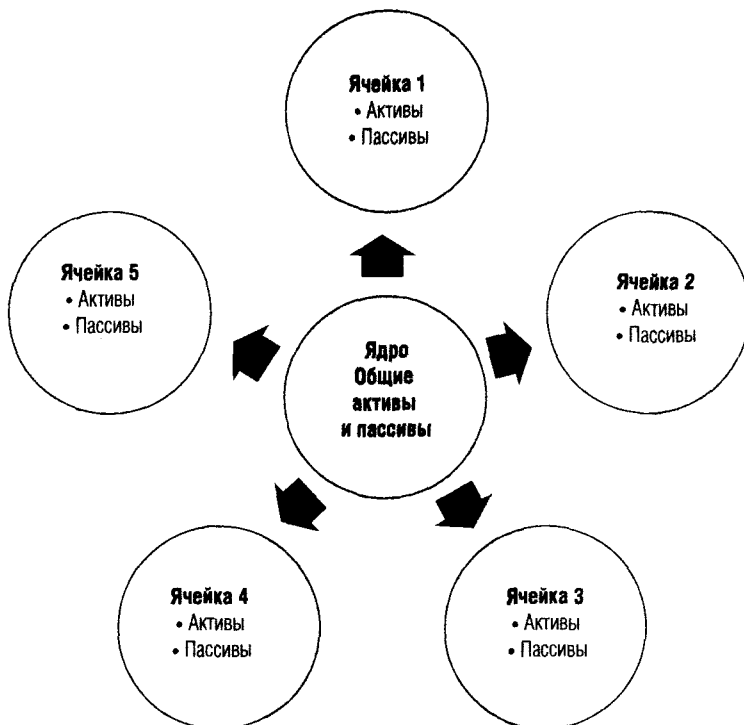 Ячейка 1
• Активы
• Пассивы
Ячейка 5
• Активы
• Пассивы
Ячейка 2
• Активы
• Пассивы
Ядро
Общие
активы
и пассивы
Ячейка 4
• Активы
• Пассивы
Ячейка 3
• Активы
• Пассивы